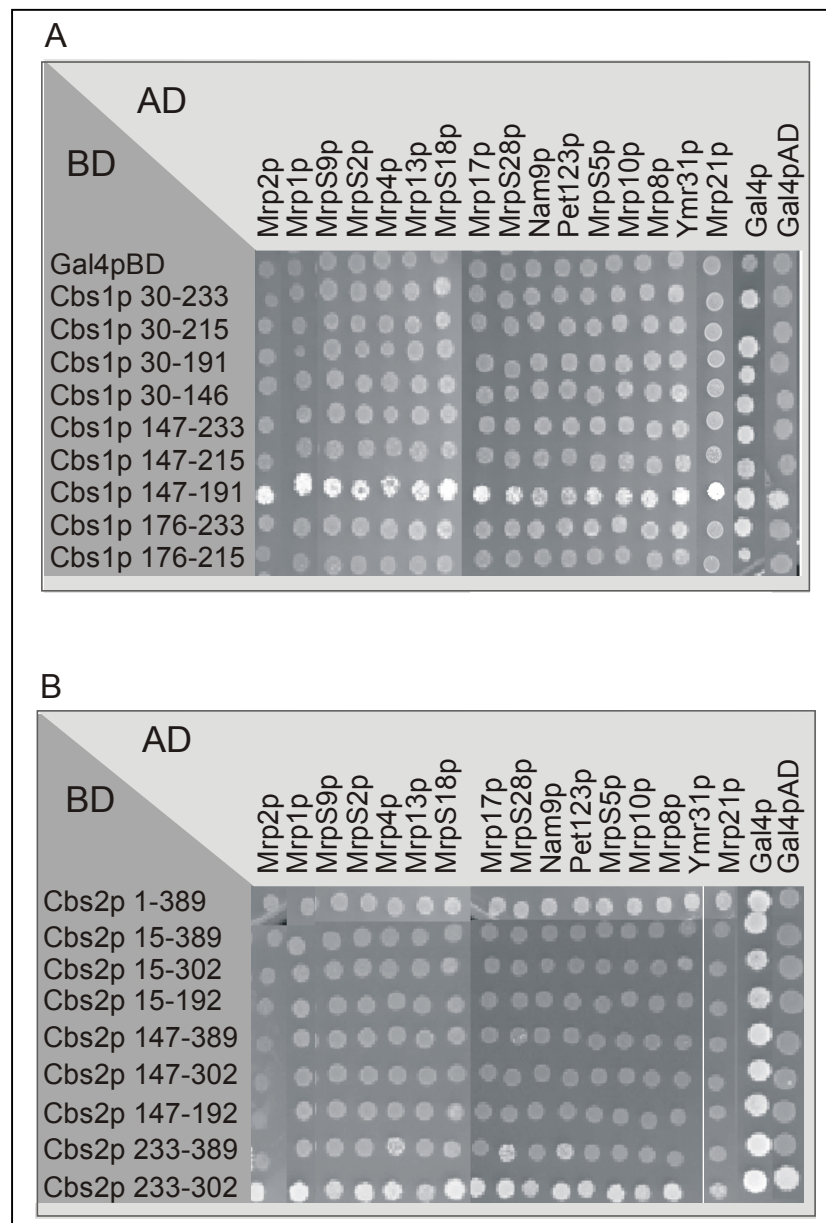 A
AD
BD
Mrp2p
Mrp1p
MrpS9p
MrpS2p
Mrp4p
Mrp13p
MrpS18p
Mrp17p
MrpS28p
Nam9p
Pet123p
MrpS5p
Mrp10p
Mrp8p
Ymr31p
Mrp21p
Gal4p
Gal4pAD
Gal4pBD
Cbs1p 30-233
Cbs1p 30-215
Cbs1p 30-191
Cbs1p 30-146
Cbs1p 147-233
Cbs1p 147-215
Cbs1p 147-191
Cbs1p 176-233
Cbs1p 176-215
B
AD
BD
Mrp2p
Mrp1p
MrpS9p
MrpS2p
Mrp4p
Mrp13p
MrpS18p
Mrp17p
MrpS28p
Nam9p
Pet123p
MrpS5p
Mrp10p
Mrp8p
Ymr31p
Mrp21p
Gal4p
Gal4pAD
Cbs2p 1-389
Cbs2p 15-389
Cbs2p 15-302
Cbs2p 15-192
Cbs2p 147-389
Cbs2p 147-302
Cbs2p 147-192
Cbs2p 233-389
Cbs2p 233-302